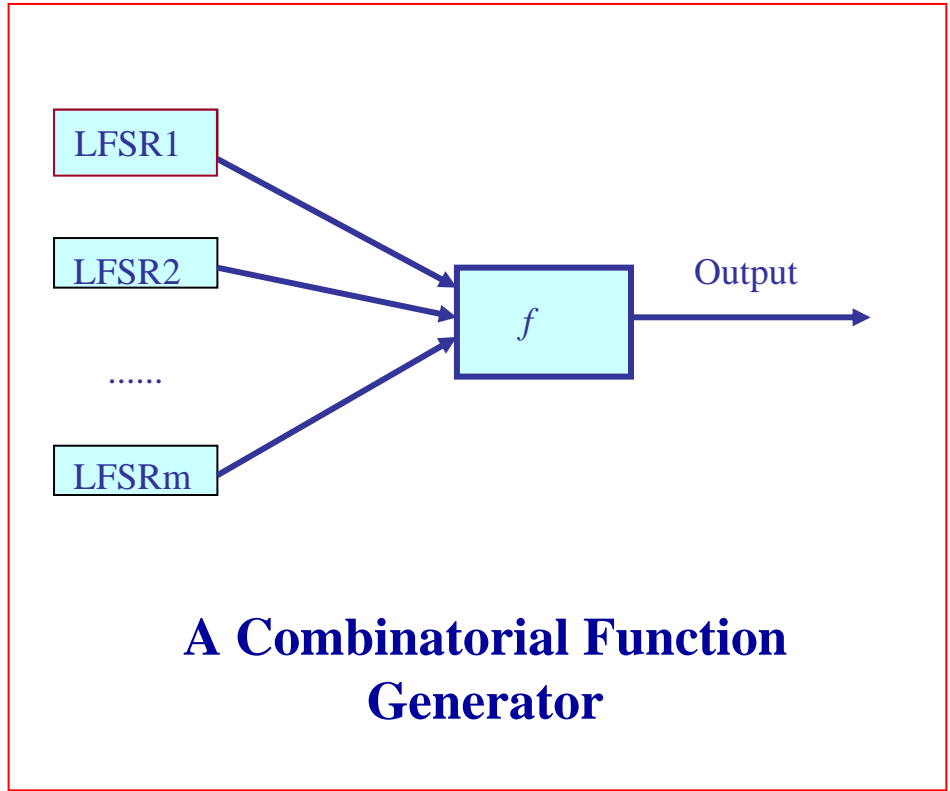 LFSR1
LFSR2
......
LFSRm
f
Output
A Combinatorial Function
Generator